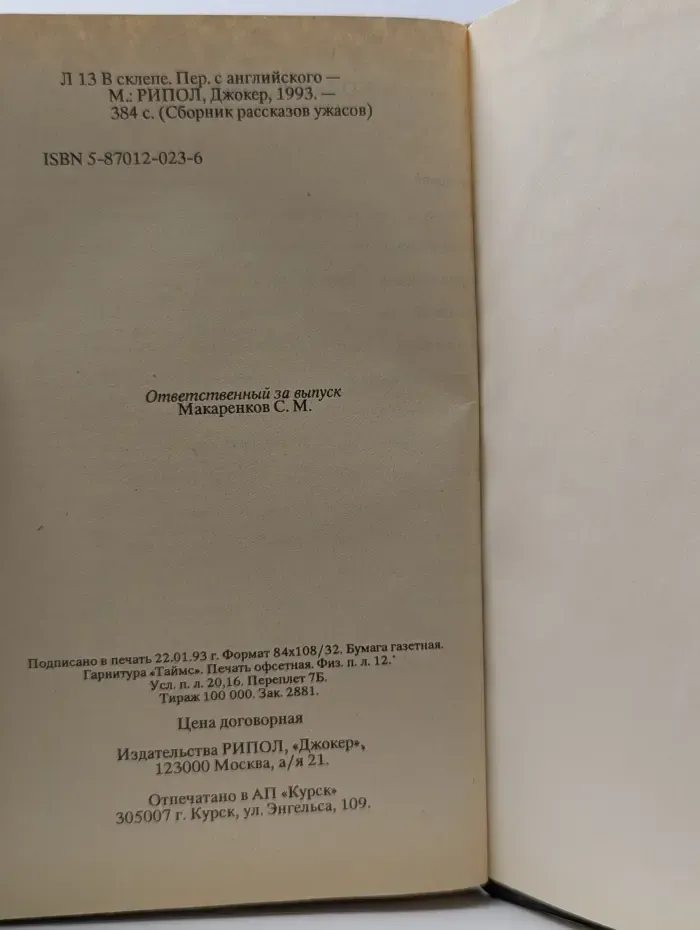 Л 13 В склепе. Пер. с английского —
М.: РИПОЛ, Джокер, 1993. —
384 с. (Сборник рассказов ужасов)
ISBN 5-87012-023-6
Ответственный за выпуск
Макаренков С. М.
Подписано в печать 22.01.93 г. Формат 84х108/32. Бумага газетная.
Гарнитура «Таймс». Печать офсетная. Физ. п. л. 12.
Усл. п. л. 20,16. Переплет 7Б.
Тираж 100 000. Зак. 2881.
Цена договорная
Издательства РИПОЛ, «Джокер»,
123000 Москва, а/я 21.
Отпечатано в АП «Курск»
305007 г. Курск, ул. Энгельса, 109.